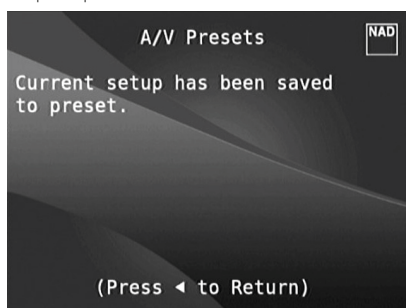 A/V Presets
NAD
Current setup has been saved
to preset.
(Press ◄ to Return)